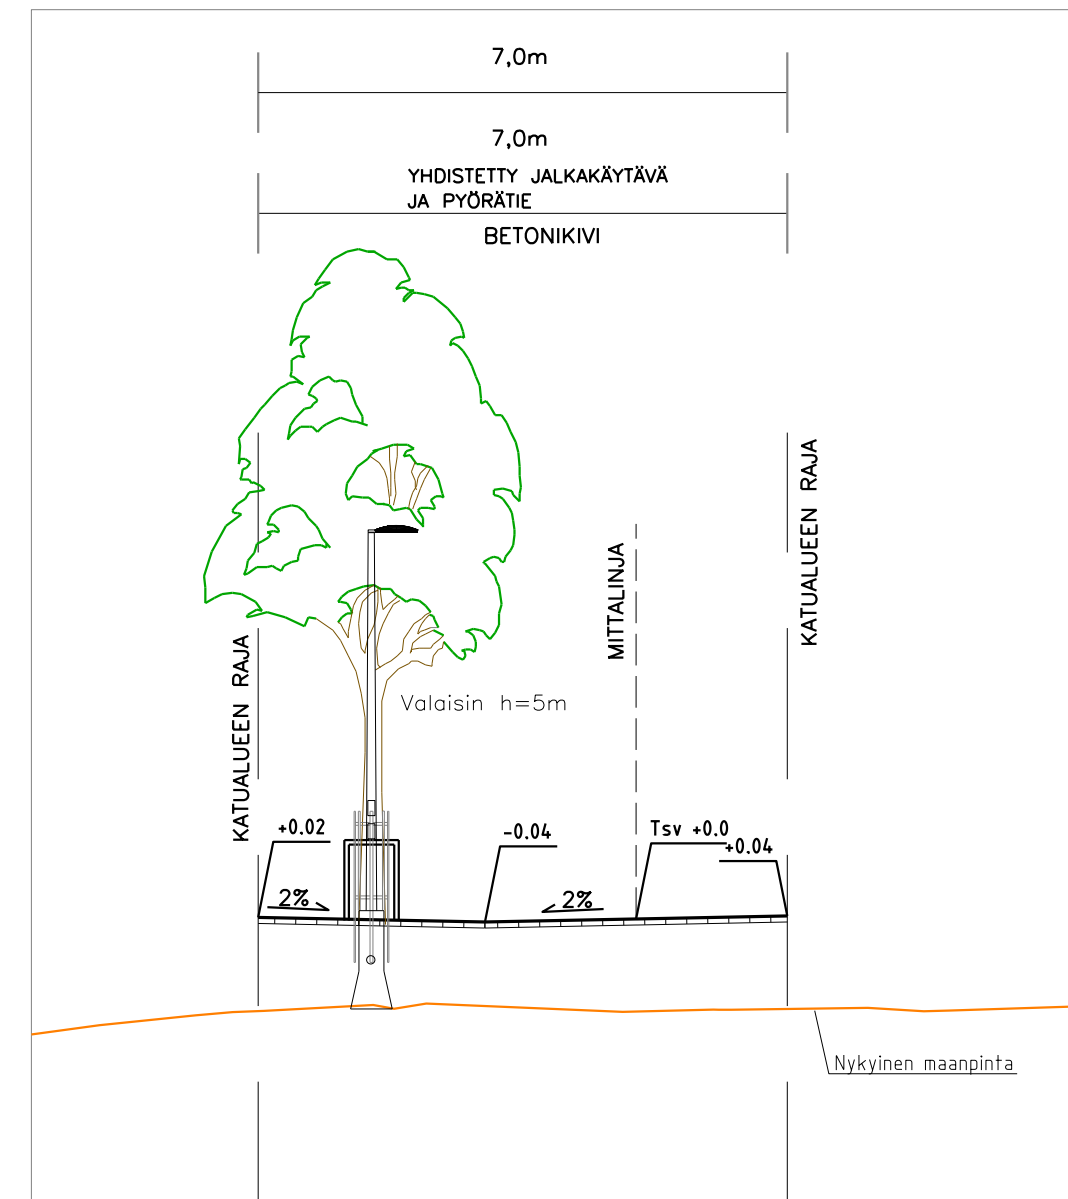 7,0m
7,0m
YHDISTETTY JALKAKÄYTÄVÄ
JA PYÖRÄTIE
BETONIKIVI
KATUALUEEN RAJA
MITTALINJA
KATUALUEEN RAJA
Valaisin h=5m
+0.02
-0.04
Tsv +0.0
+0.04
2%
2%
Nykyinen maanpinta